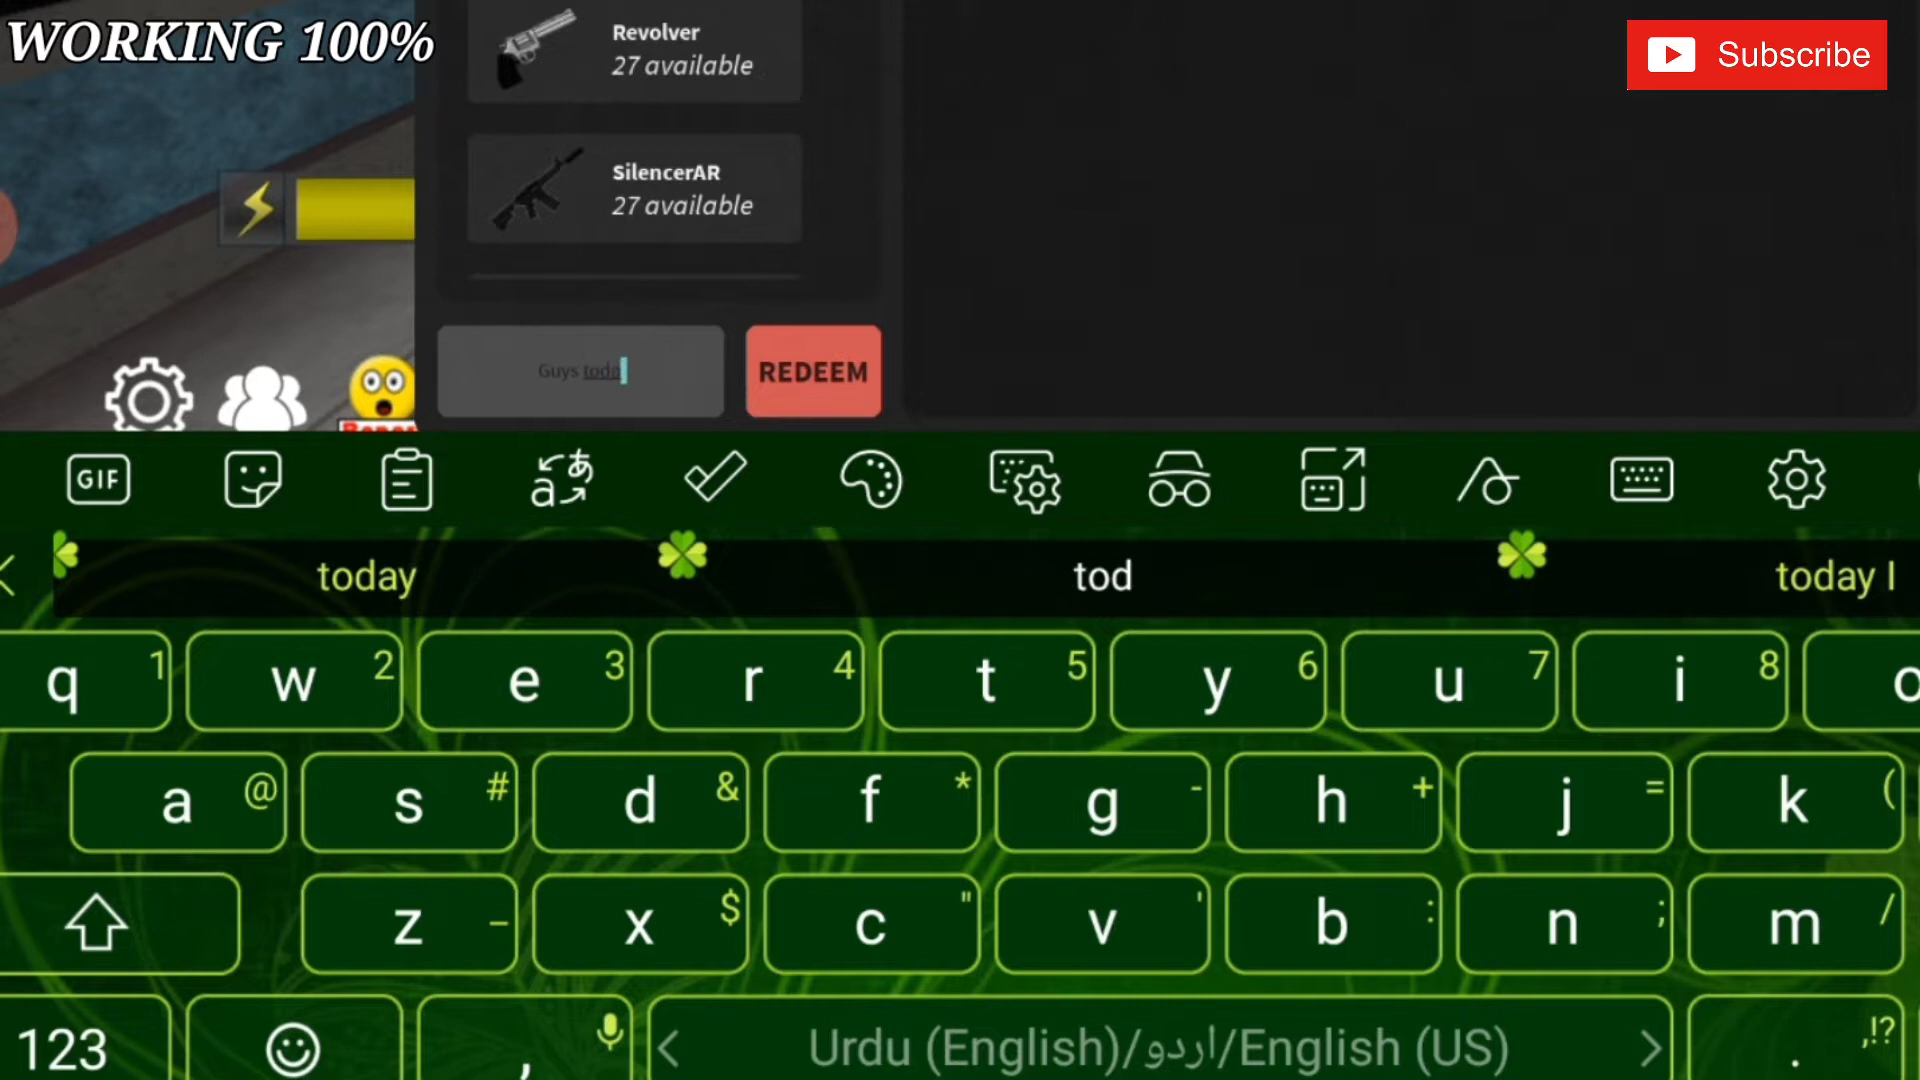 WORKING 100%
Revolver
27 available
Subscribe
SilencerAR
27 available
Guys toda
REDEEM
GIF
a あ
today
tod
today I
q 1 w 2 e 3 r 4 t 5 y 6 u 7 i 8 o
a @ s # d & f * g - h + j = k (
z _ x $ c " v ' b : n ; m /
123 , < Urdu (English)/اردو/English (US) > . ,!?